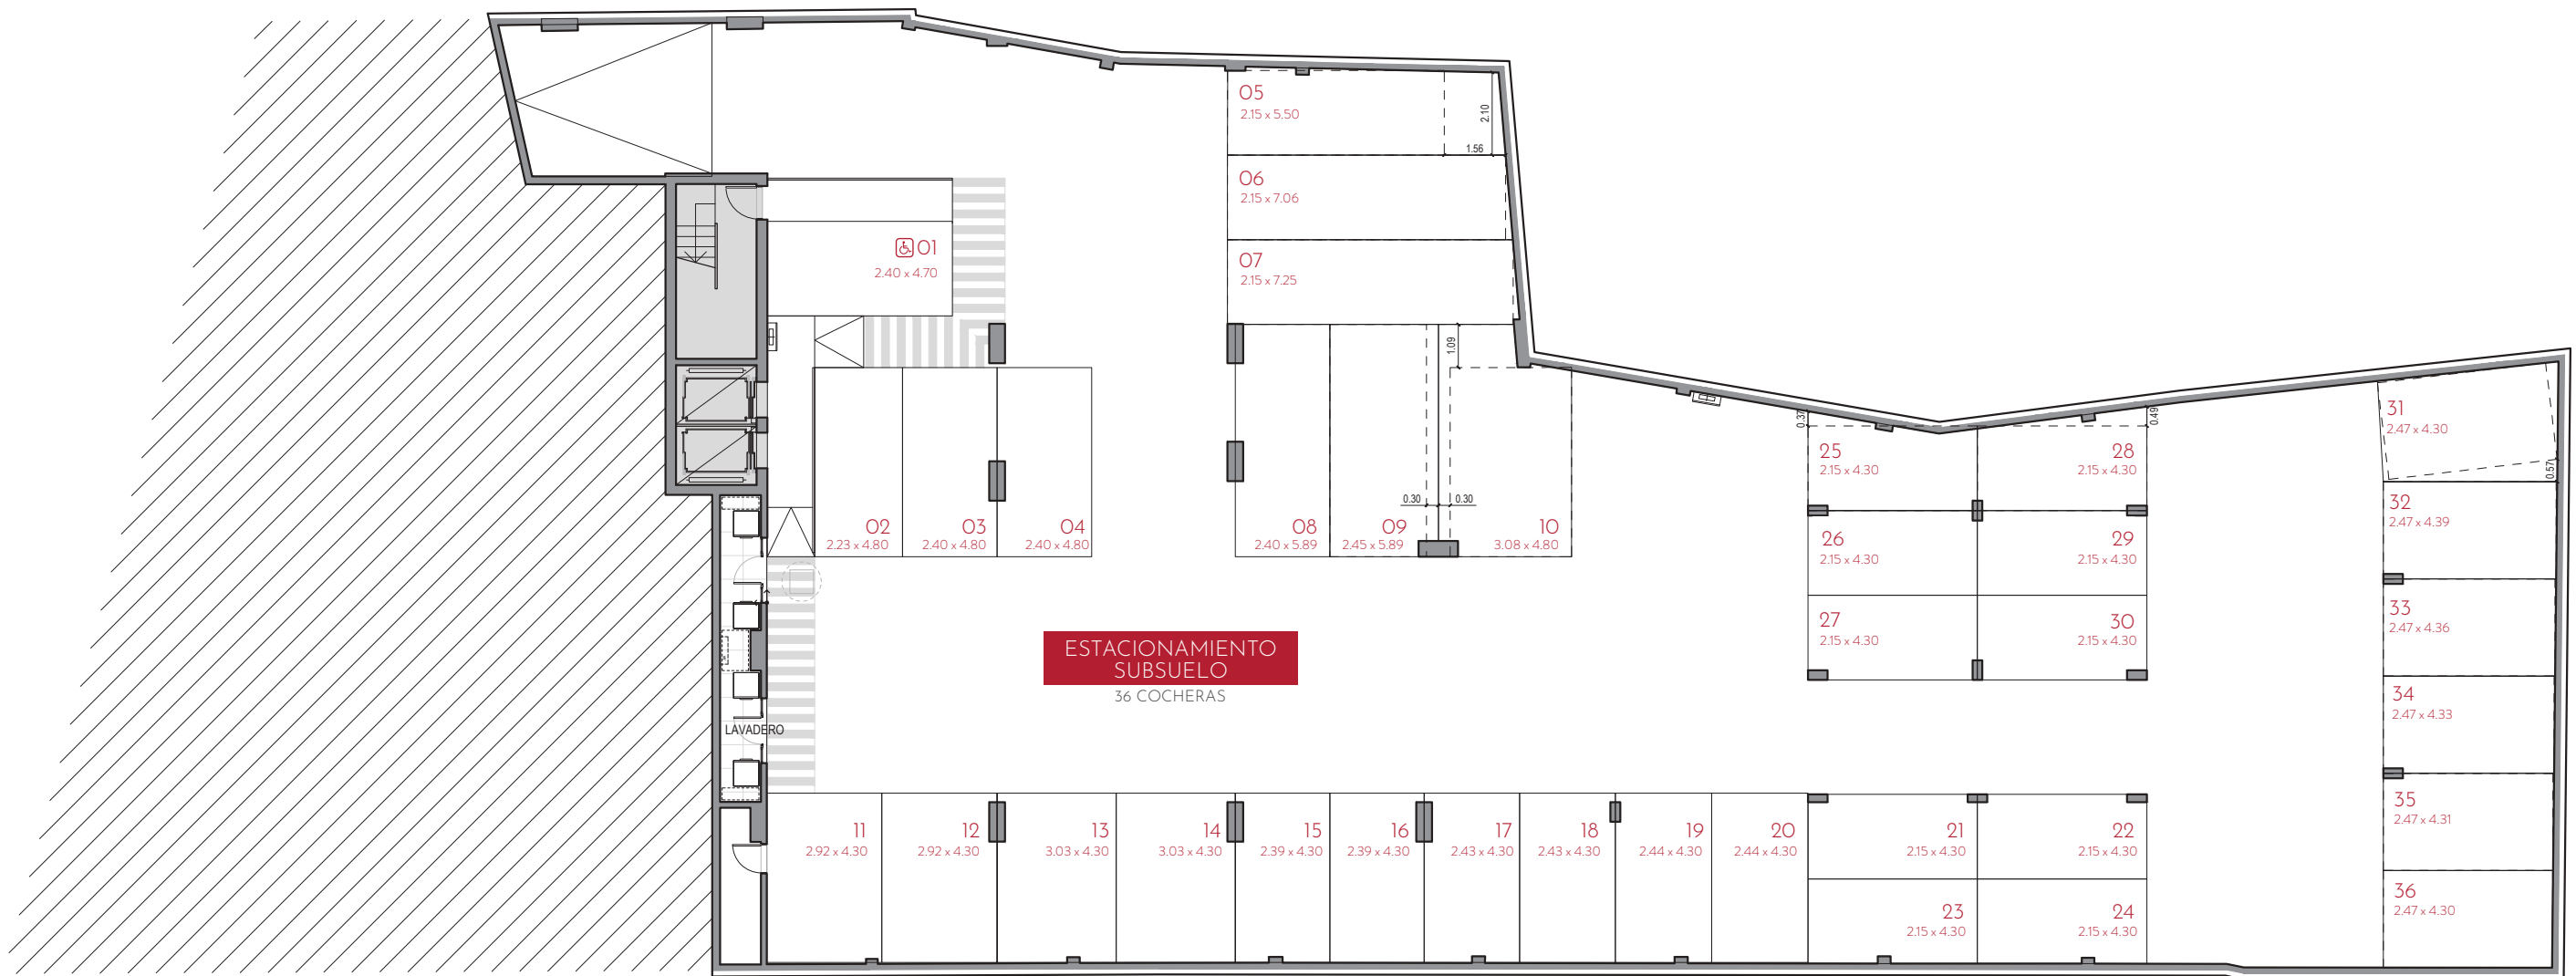 05
2.15 x 5.50
2.10
1.56
06
2.15 x 7.06
07
2.15 x 7.25
01
2.40 x 4.70
1.09
02
2.23 x 4.80
03
2.40 x 4.80
04
2.40 x 4.80
08
2.40 x 5.89
09
2.45 x 5.89
0.30
0.30
10
3.08 x 4.80
0.37
25
2.15 x 4.30
0.49
28
2.15 x 4.30
26
2.15 x 4.30
29
2.15 x 4.30
27
2.15 x 4.30
30
2.15 x 4.30
31
2.47 x 4.30
0.57
32
2.47 x 4.39
33
2.47 x 4.36
34
2.47 x 4.33
35
2.47 x 4.31
36
2.47 x 4.30
ESTACIONAMIENTO
SUBSUELO
36 COCHERAS
LAVADERO
11
2.92 x 4.30
12
2.92 x 4.30
13
3.03 x 4.30
14
3.03 x 4.30
15
2.39 x 4.30
16
2.39 x 4.30
17
2.43 x 4.30
18
2.43 x 4.30
19
2.44 x 4.30
20
2.44 x 4.30
21
2.15 x 4.30
22
2.15 x 4.30
23
2.15 x 4.30
24
2.15 x 4.30